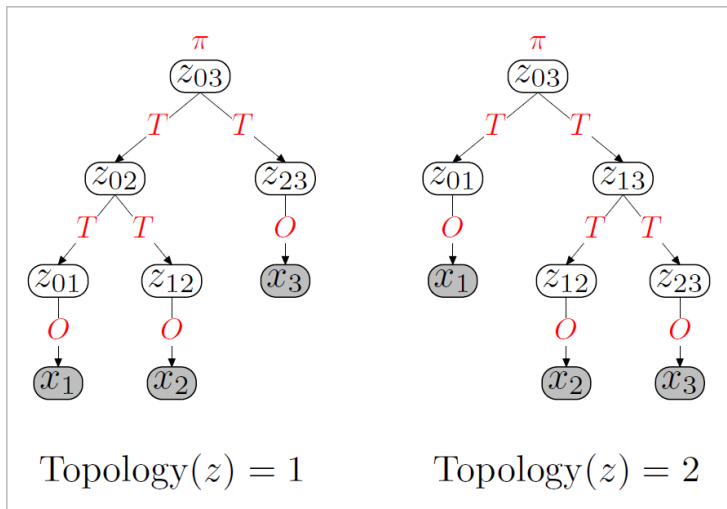 π π
z03 z03
T T T T
z02 z23 z01 z13
T T O O T T
z01 z12 x3 x1 z12 z23
O O O O
x1 x2 x2 x3
Topology(z) = 1 Topology(z) = 2